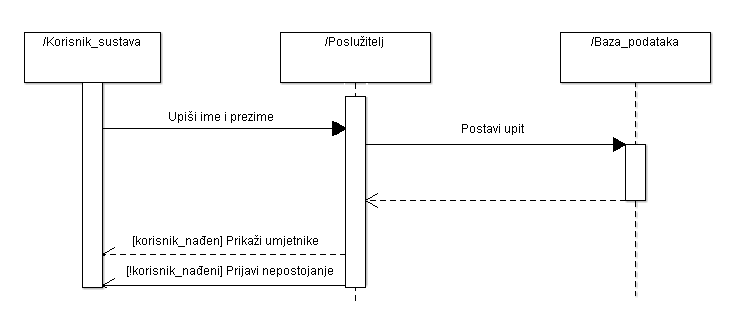 /Korisnik_sustava
/Poslužitelj
/Baza_podataka
Upiši ime i prezime
Postavi upit
[korisnik_nađen] Prikaži umjetnike
[!korisnik_nađeni] Prijavi nepostojanje